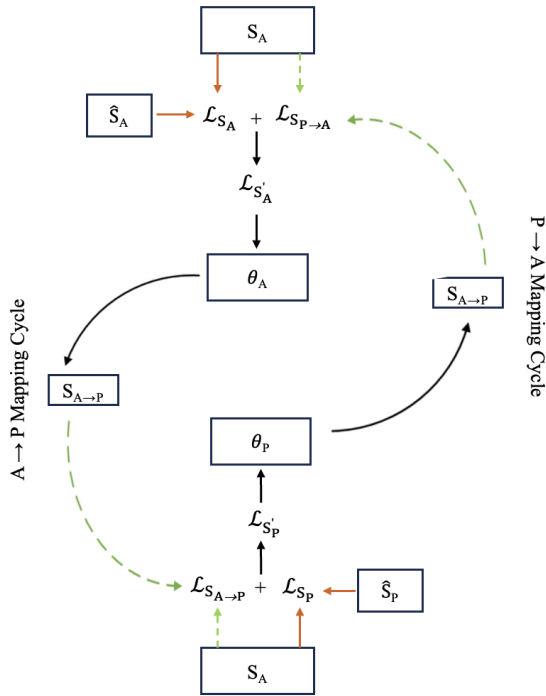 S_A
Ŝ_A
ℒ_{S_A} + ℒ_{S_{P→A}}
ℒ_{S'_A}
θ_A
P → A Mapping Cycle
S_{A→P}
A → P Mapping Cycle
S_{A→P}
θ_P
ℒ_{S'_P}
ℒ_{S_{A→P}} + ℒ_{S_P}
Ŝ_P
S_A